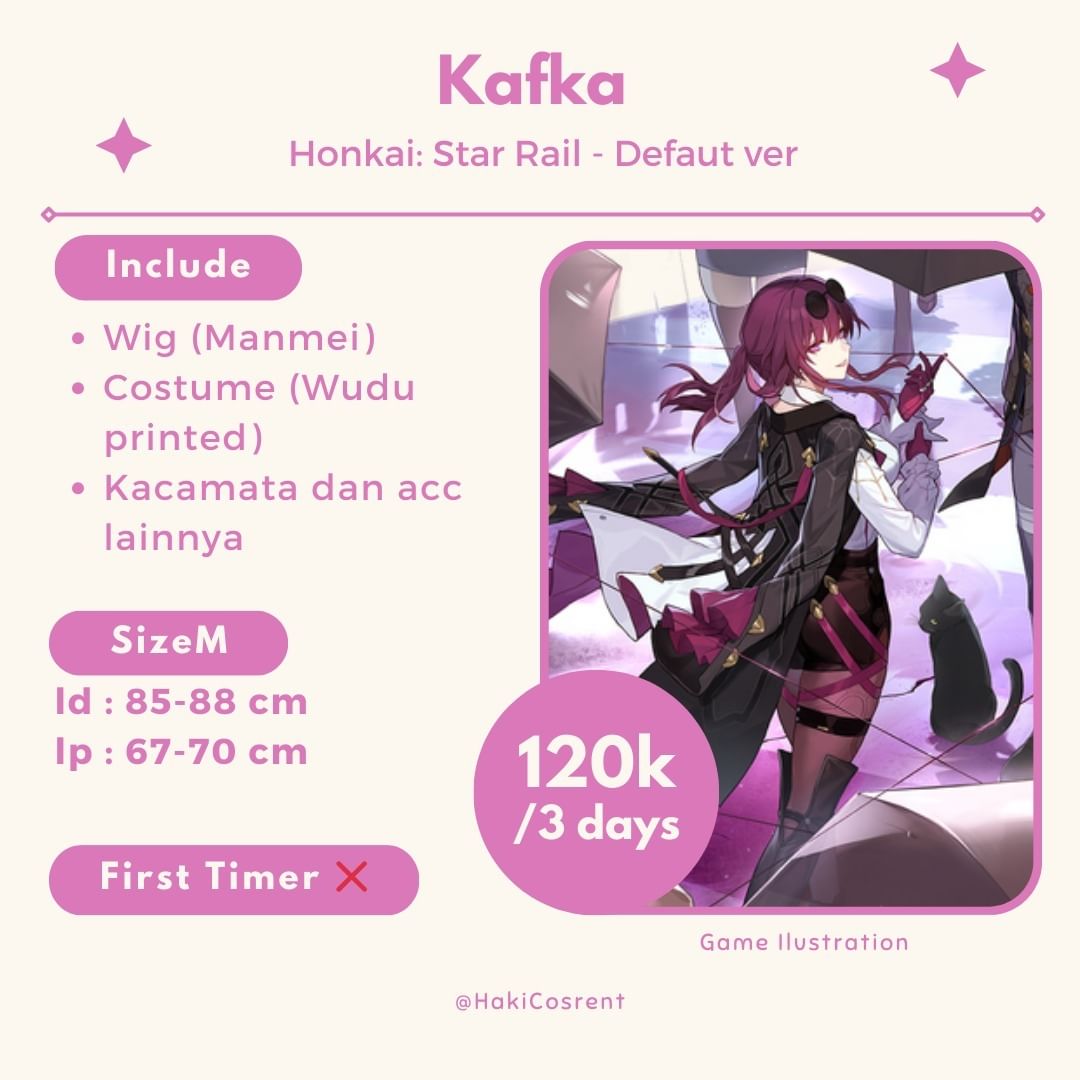 Kafka
Honkai: Star Rail - Defaut ver
Include
• Wig (Manmei)
• Costume (Wudu
printed)
• Kacamata dan acc
lainnya
SizeM
ld : 85-88 cm
lp : 67-70 cm
120k
/3 days
First Timer ❌
Game Ilustration
@HakiCosrent